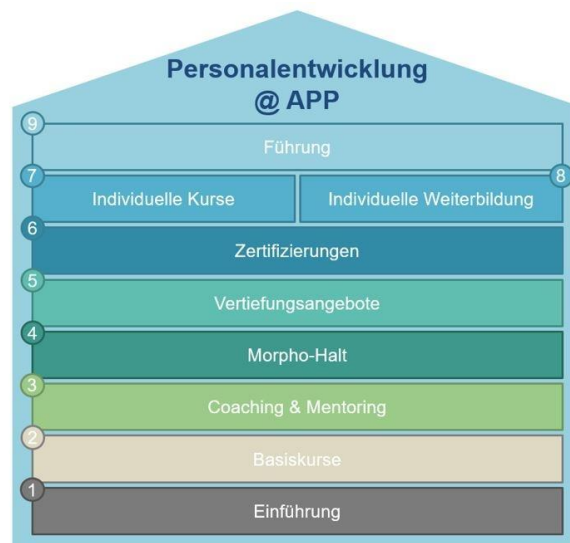 Personalentwicklung
@ APP
9
Führung
7
8
Individuelle Kurse
Individuelle Weiterbildung
6
Zertifizierungen
5
Vertiefungsangebote
4
Morpho-Halt
3
Coaching & Mentoring
2
Basiskurse
1
Einführung